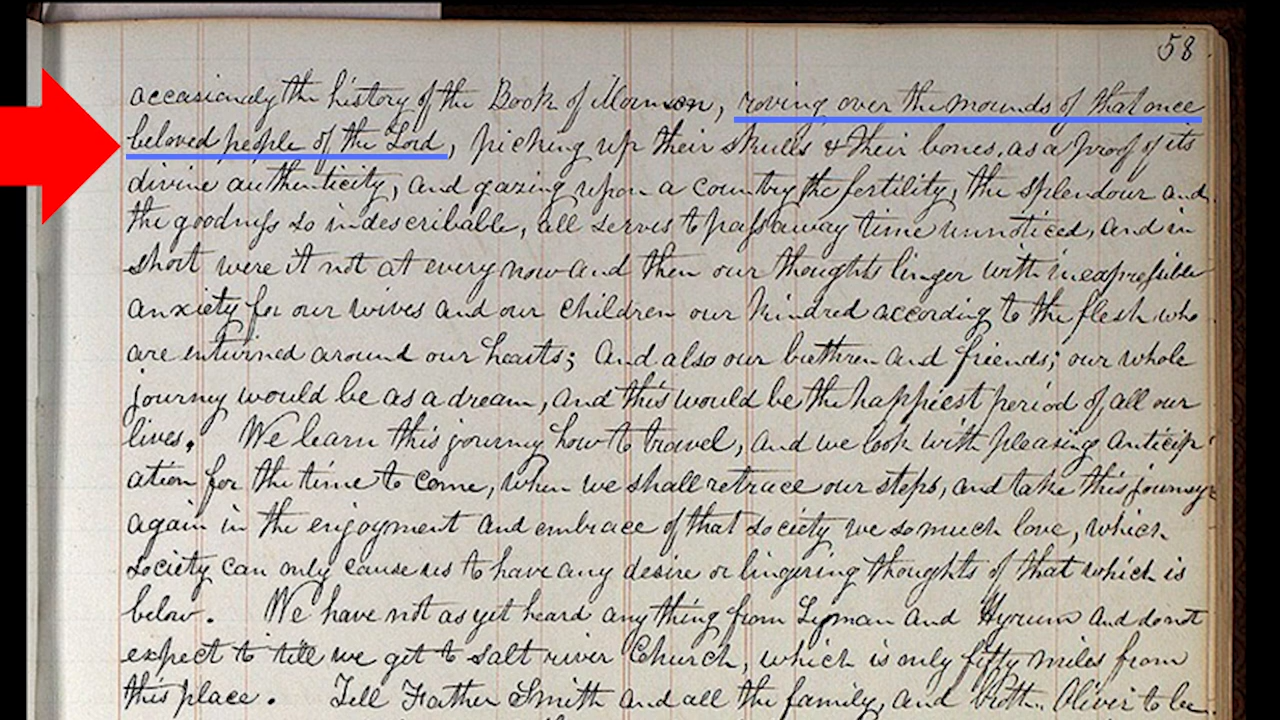 58
accasionaly the history of the Book of Mormon, roving over the mounds of that once
beloved people of the Lord, picking up their skulls & their bones, as a proof of its
divine authenticity, and gazing upon a country the fertility, the splendour and
the goodness so indescribable, all serves to pass away time unnoticed, and in
short were it not at every now and then our thoughts linger with inexpressible
anxiety for our wives and our children our kindred according to the flesh who
are inturned around our hearts; And also our brethren and friends; our whole
journey would be as a dream, and this would be the happiest period of all our
lives. We learn this journey how to travel, and we look with pleasing anticip
ation for the time to come, when we shall retrace our steps, and take this journey
again in the enjoyment and embrace of that society we so much love, which
society can only cause us to have any desire or lingering thoughts of that which is
below. We have not as yet heard any thing from Lyman and Hyrum and do not
expect to till we get to salt river Church, which is only fifty miles from
this place. Tell Father Smith and all the family, and broth. Oliver to be